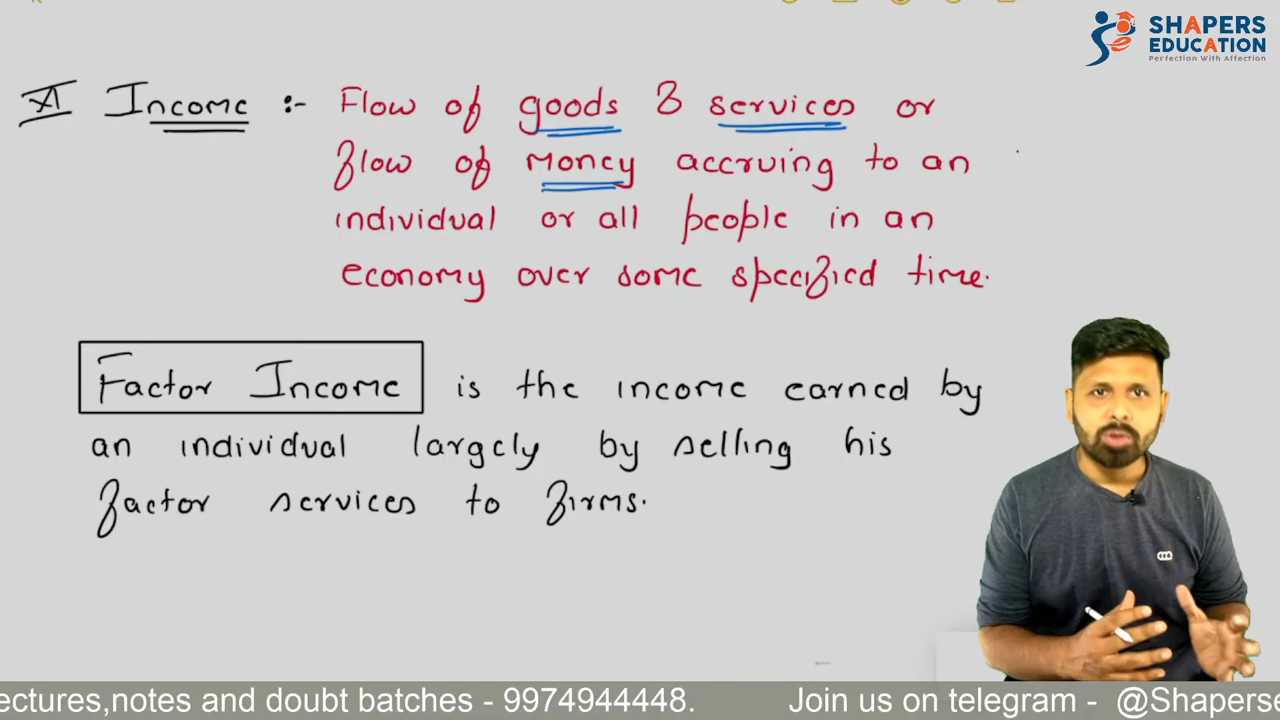 SHAPERS
EDUCATION
Perfection With Affection
XI Income :- Flow of goods & services or
flow of money accruing to an
individual or all people in an
economy over some specified time.
Factor Income is the income earned by
an individual largely by selling his
factor services to firms.
ectures,notes and doubt batches - 9974944448. Join us on telegram - @Shaperse